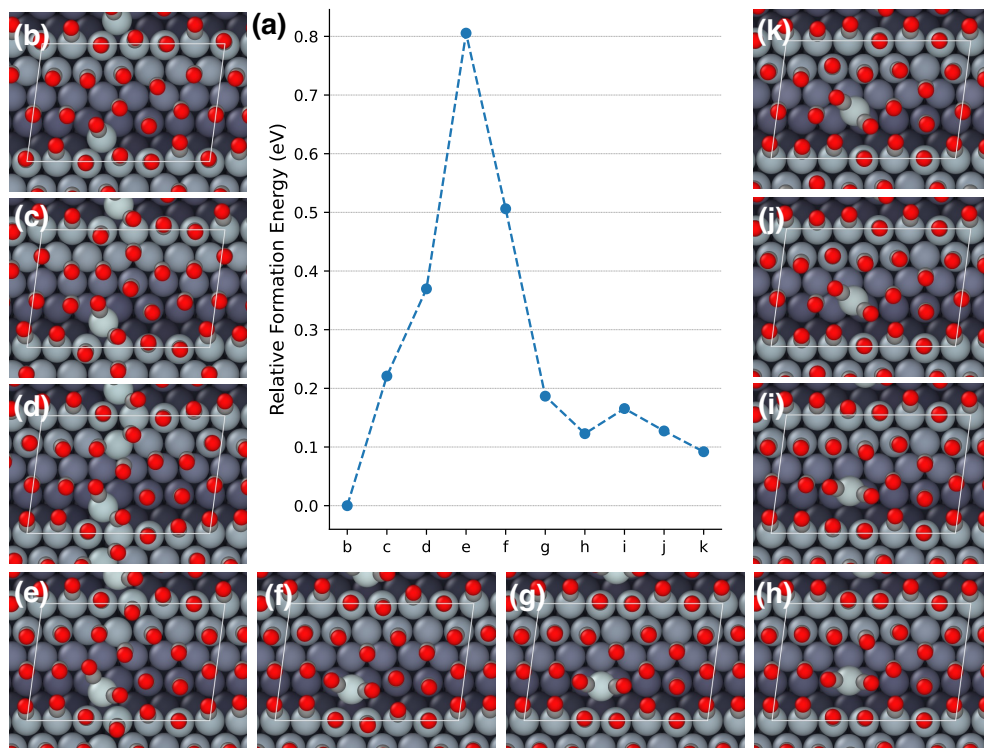 (b)
(a)
(k)
(c)
(j)
(d)
(i)
(e)
(f)
(g)
(h)
Relative Formation Energy (eV)
0.8
0.7
0.6
0.5
0.4
0.3
0.2
0.1
0.0
b c d e f g h i j k